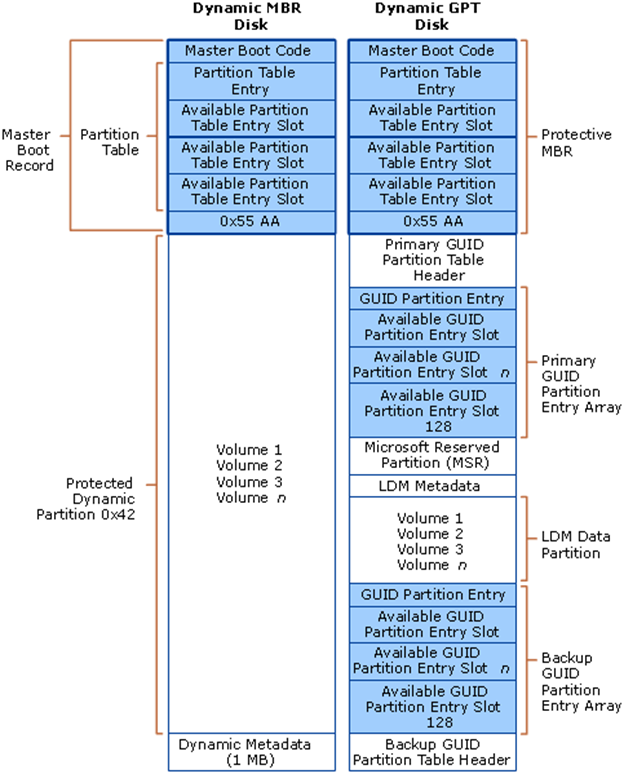 Dynamic MBR
Disk
Dynamic GPT
Disk
Master Boot Code
Partition Table
Entry
Available Partition
Table Entry Slot
Available Partition
Table Entry Slot
Available Partition
Table Entry Slot
0x55 AA
Master Boot Code
Partition Table
Entry
Available Partition
Table Entry Slot
Available Partition
Table Entry Slot
Available Partition
Table Entry Slot
0x55 AA
Master
Boot
Record
Partition
Table
Protective
MBR
Primary GUID
Partition Table
Header
GUID Partition Entry
Available GUID
Partition Entry Slot
Available GUID
Partition Entry Slot n
Available GUID
Partition Entry Slot
128
Primary
GUID
Partition
Entry Array
Microsoft Reserved
Partition (MSR)
LDM Metadata
Protected
Dynamic
Partition 0x42
Volume 1
Volume 2
Volume 3
Volume n
Volume 1
Volume 2
Volume 3
Volume n
LDM Data
Partition
GUID Partition Entry
Available GUID
Partition Entry Slot
Available GUID
Partition Entry Slot n
Available GUID
Partition Entry Slot
128
Backup
GUID
Partition
Entry Array
Dynamic Metadata
(1 MB)
Backup GUID
Partition Table Header